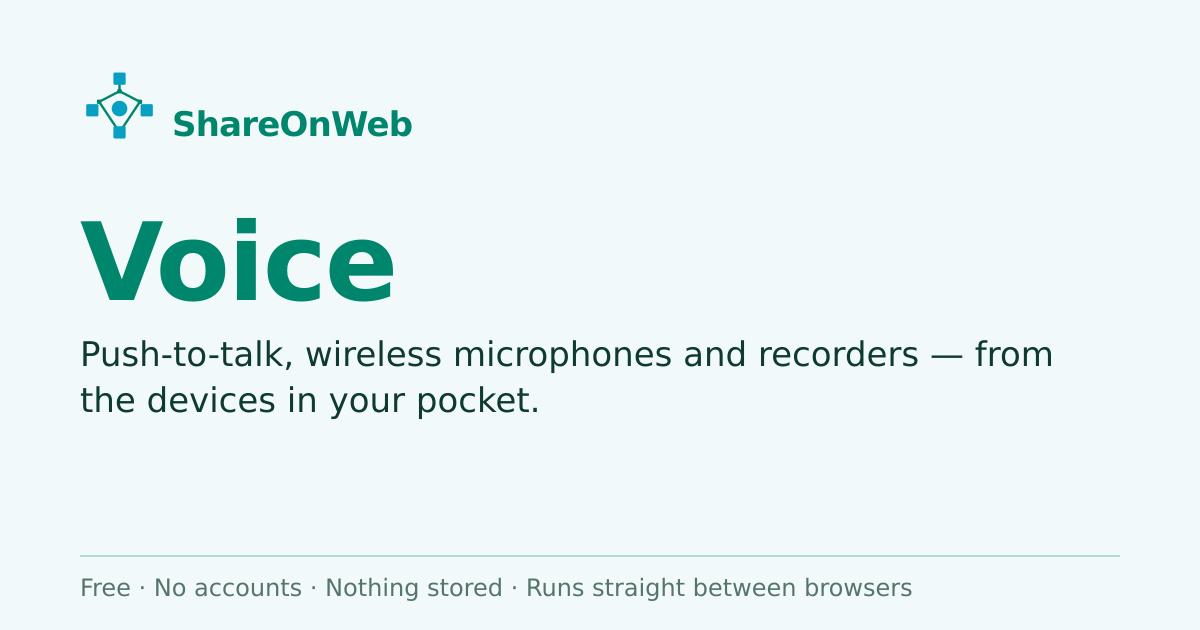 ShareOnWeb
Voice
Push-to-talk, wireless microphones and recorders — from
the devices in your pocket.
Free · No accounts · Nothing stored · Runs straight between browsers